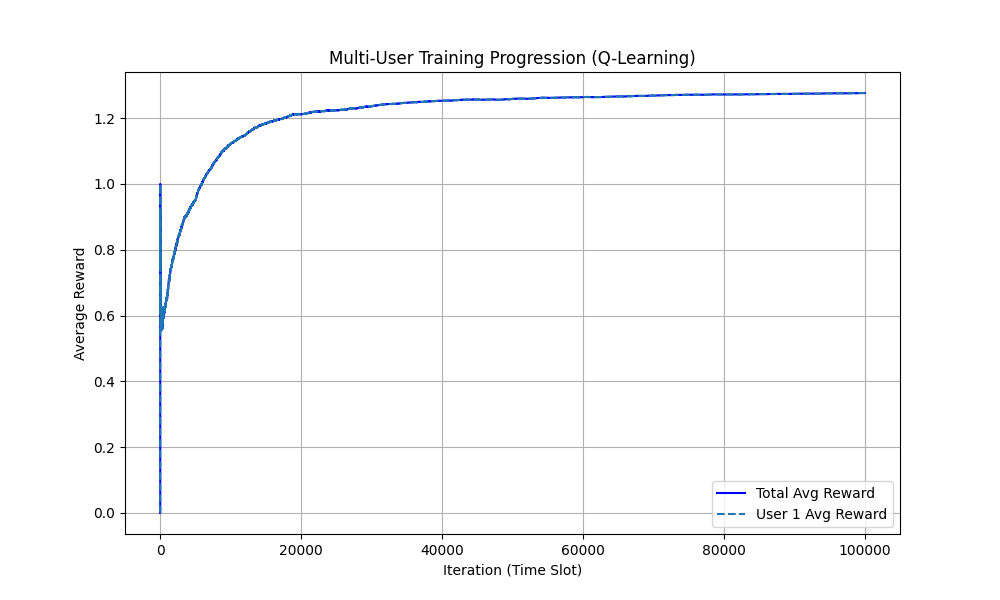 Multi-User Training Progression (Q-Learning)
Average Reward
1.2
1.0
0.8
0.6
0.4
0.2
0.0
Total Avg Reward
User 1 Avg Reward
0 20000 40000 60000 80000 100000
Iteration (Time Slot)